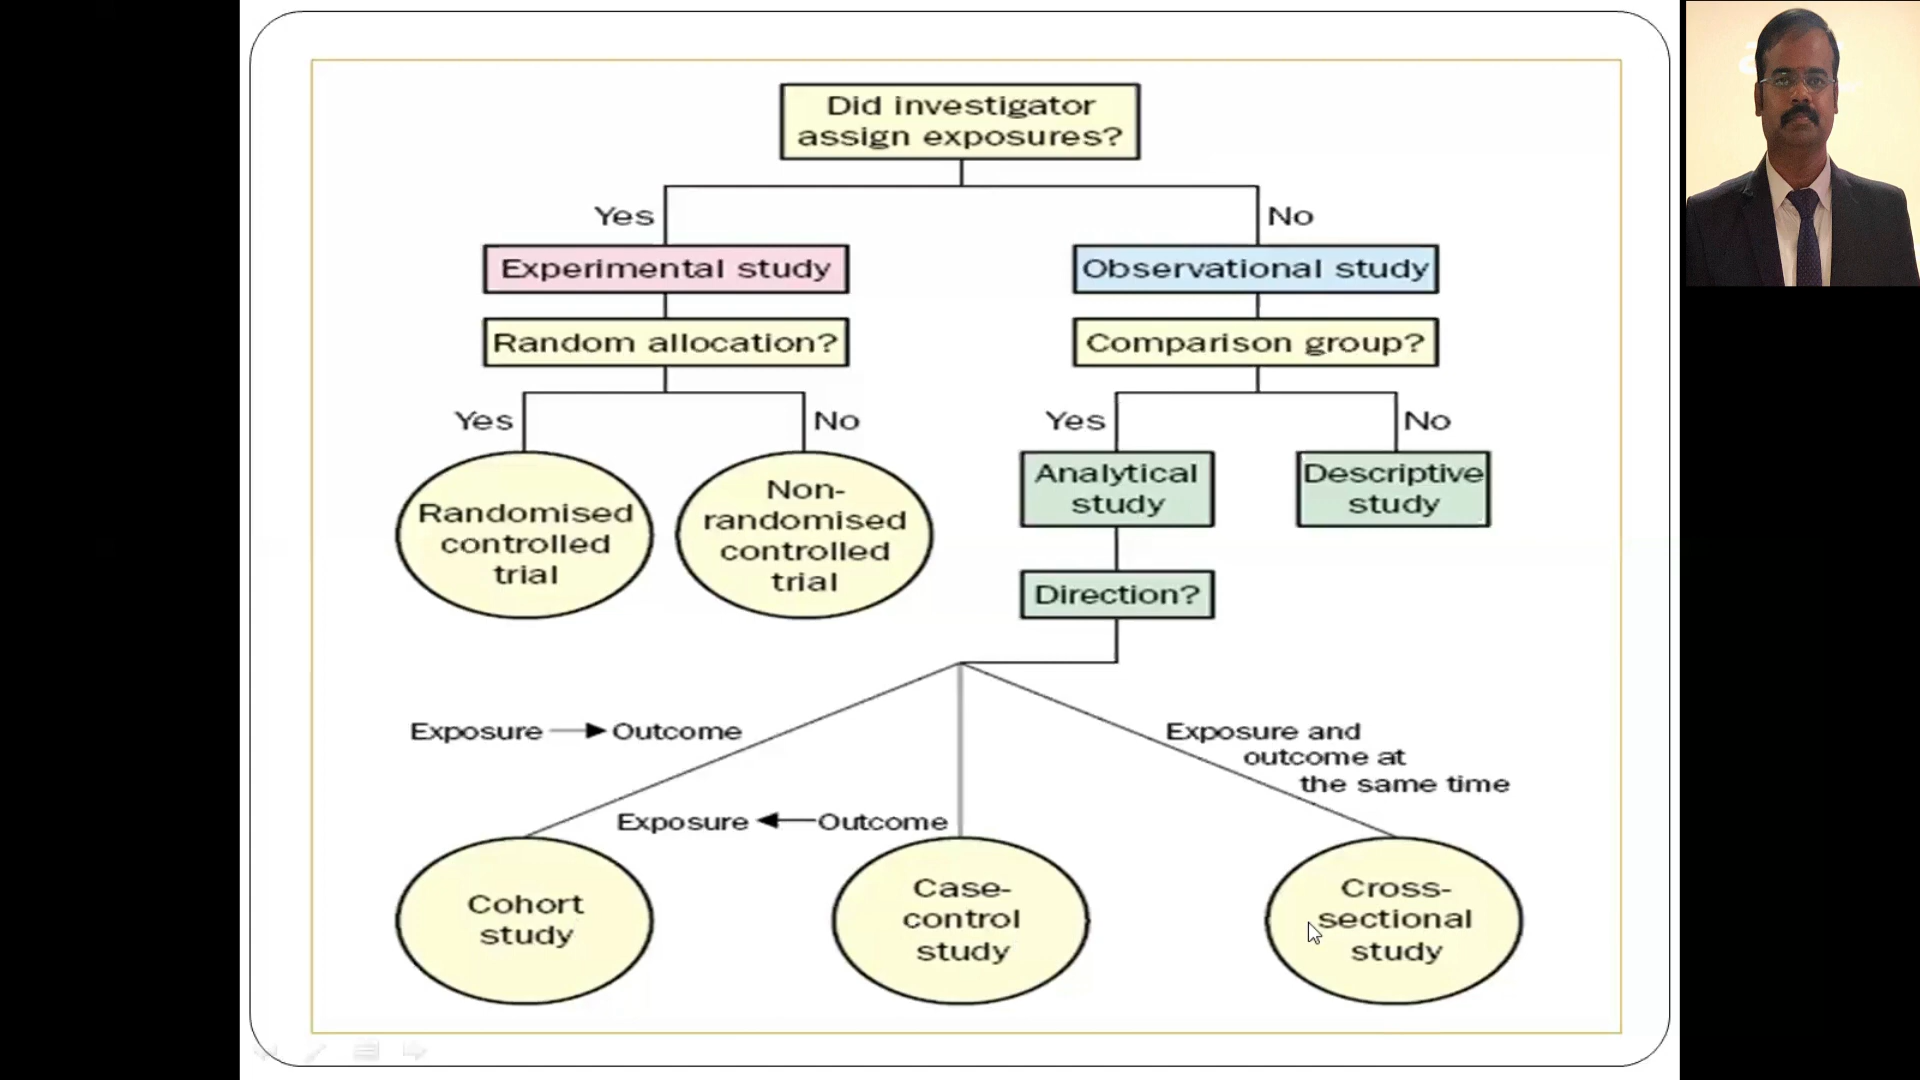 Did investigator
assign exposures?
Yes
No
Experimental study
Observational study
Random allocation?
Comparison group?
Yes
No
Yes
No
Randomised
controlled
trial
Non-
randomised
controlled
trial
Analytical
study
Descriptive
study
Direction?
Exposure → Outcome
Exposure and
outcome at
the same time
Exposure ← Outcome
Cohort
study
Case-
control
study
Cross-
sectional
study